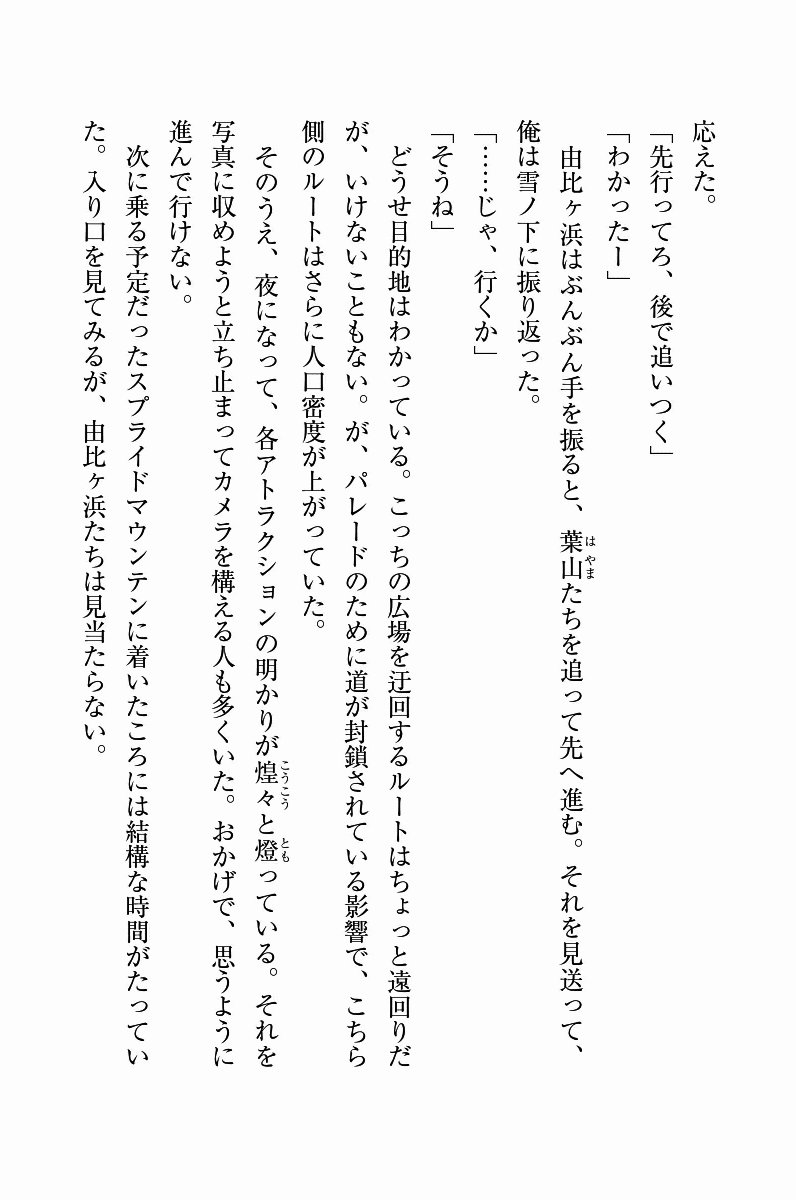 応えた。
「先行ってろ、後で追いつく」
「わかったー」
　由比ヶ浜はぶんぶん手を振ると、葉山たちを追って先へ進む。それを見送って、
俺は雪ノ下に振り返った。
「……じゃ、行くか」
「そうね」
　どうせ目的地はわかっている。こっちの広場を迂回するルートはちょっと遠回りだ
が、いけないこともない。が、パレードのために道が封鎖されている影響で、こちら
側のルートはさらに人口密度が上がっていた。
　そのうえ、夜になって、各アトラクションの明かりが煌々と燈っている。それを
写真に収めようと立ち止まってカメラを構える人も多くいた。おかげで、思うように
進んで行けない。
　次に乗る予定だったスプライドマウンテンに着いたころには結構な時間がたってい
た。入り口を見てみるが、由比ヶ浜たちは見当たらない。